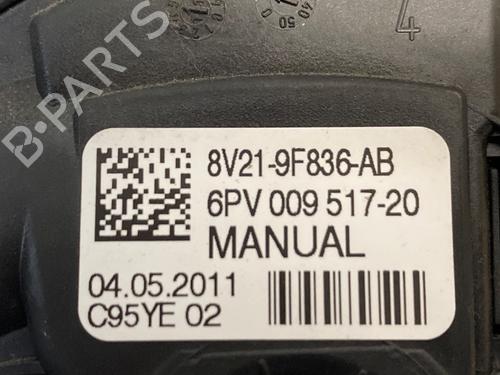 B-PARTS
4
8V21-9F836-AB
6PV 009 517-20
MANUAL
04.05.2011
C95YE 02